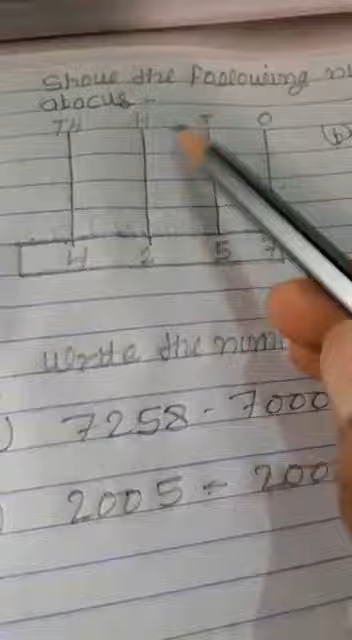 Show the following
abacus -
TH H T O
(b)
4 2 5 7
write the num
) 7258 - 7000
) 2005 - 200